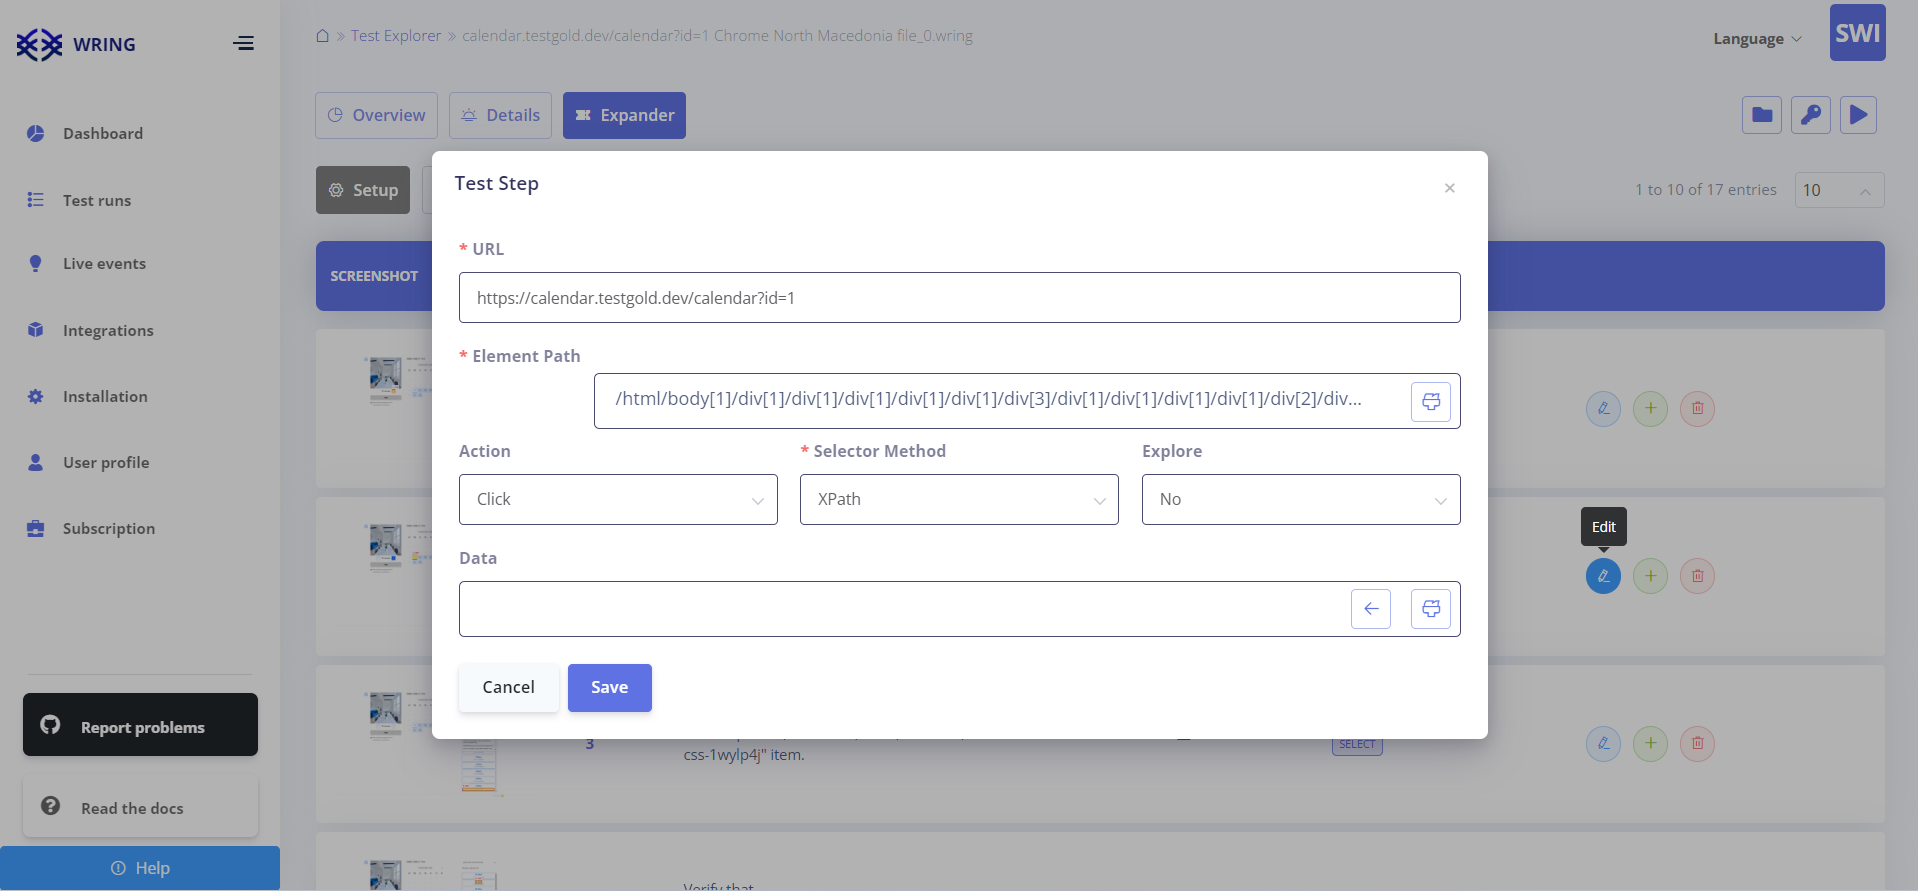 WRING
Test Explorer
calendar.testgold.dev/calendar?id=1 Chrome North Macedonia file_0.wring
Language
SWI
Dashboard
Test runs
Live events
Integrations
Installation
User profile
Subscription
Report problems
Read the docs
Help
Overview
Details
Expander
Setup
1 to 10 of 17 entries
10
SCREENSHOT
Test Step
* URL
https://calendar.testgold.dev/calendar?id=1
* Element Path
/html/body[1]/div[1]/div[1]/div[1]/div[1]/div[1]/div[3]/div[1]/div[1]/div[1]/div[1]/div[2]/div...
Action
* Selector Method
Explore
Click
XPath
No
Data
Cancel
Save
Edit
3
css-1wylp4j" item.
SELECT
Verify that